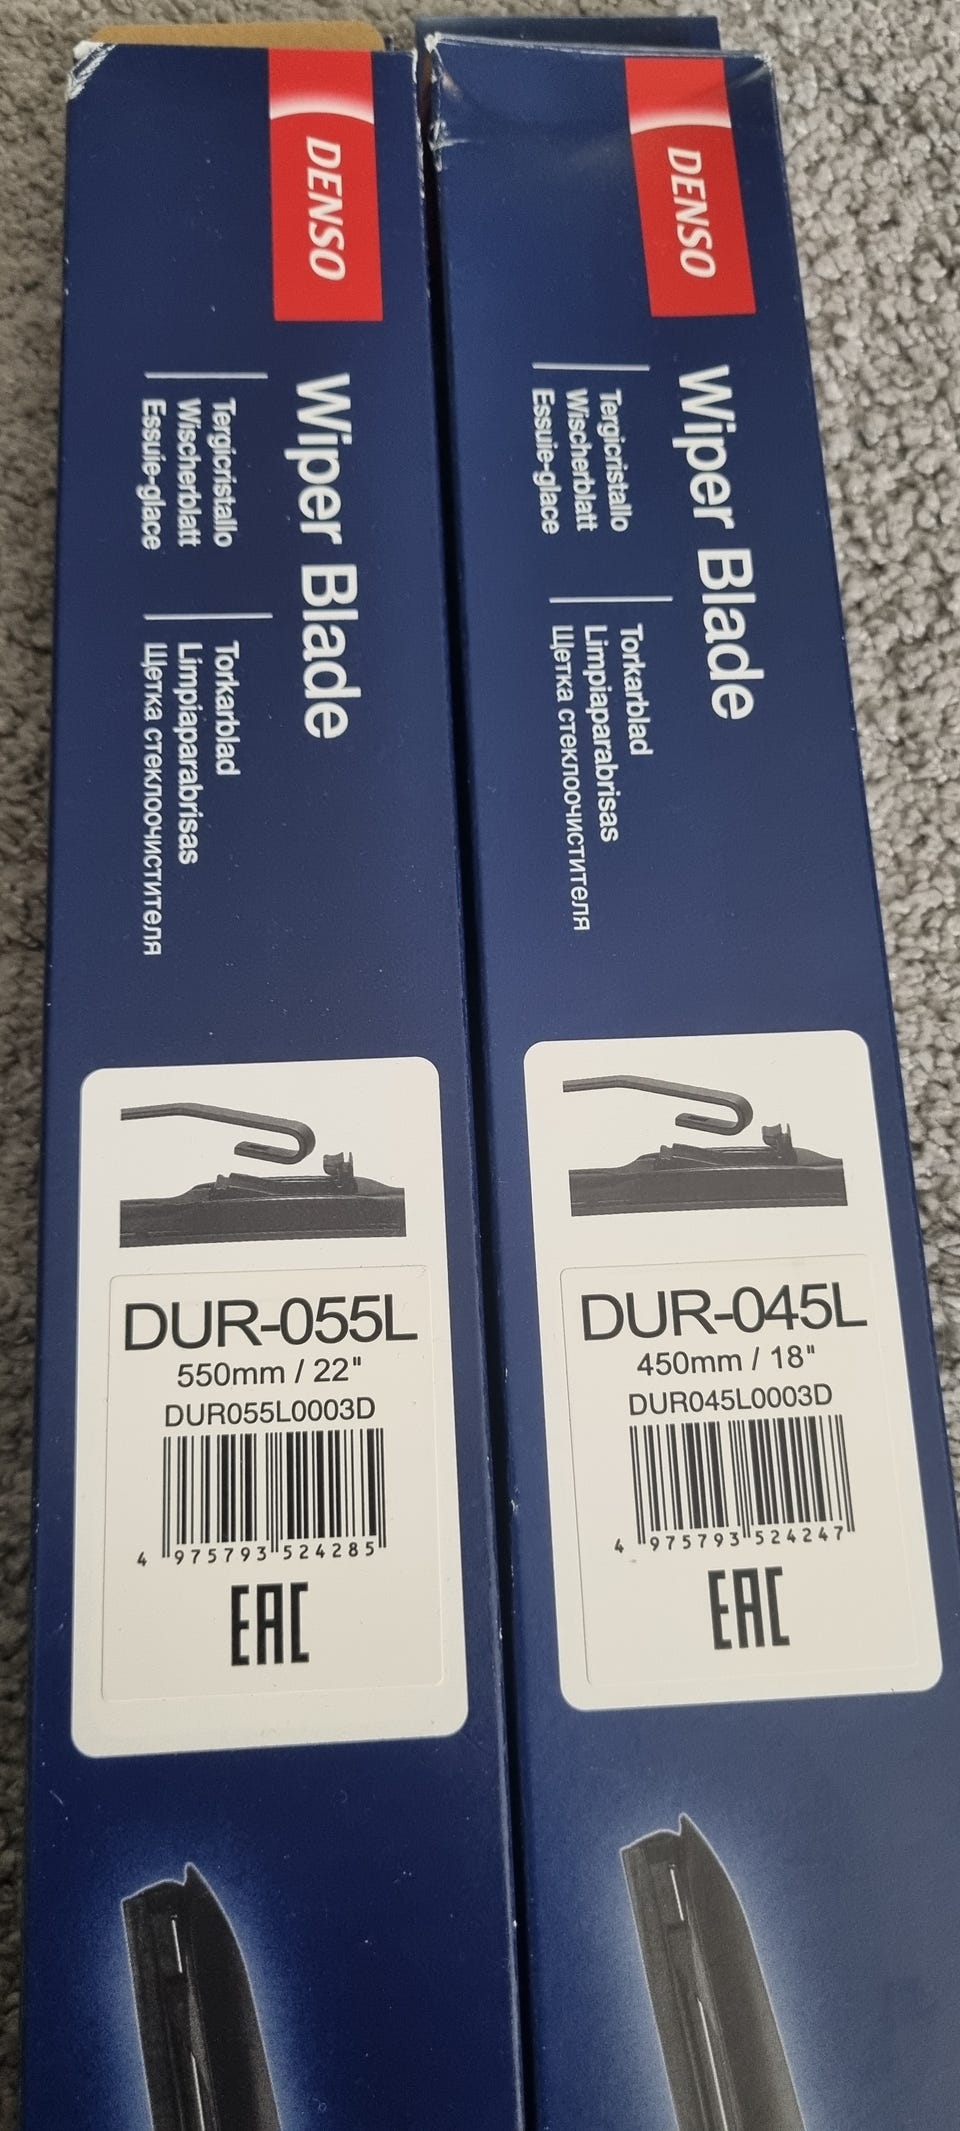 DENSO
Wiper Blade
Tergicristallo
Wischerblatt
Essuie-glace
Torkarblad
Limpiaparabrisas
Щетка стеклоочистителя
DUR-055L
550mm / 22"
DUR055L0003D
4 975793 524285
EAC
DENSO
Wiper Blade
Tergicristallo
Wischerblatt
Essuie-glace
Torkarblad
Limpiaparabrisas
Щетка стеклоочистителя
DUR-045L
450mm / 18"
DUR045L0003D
4 975793 524247
EAC